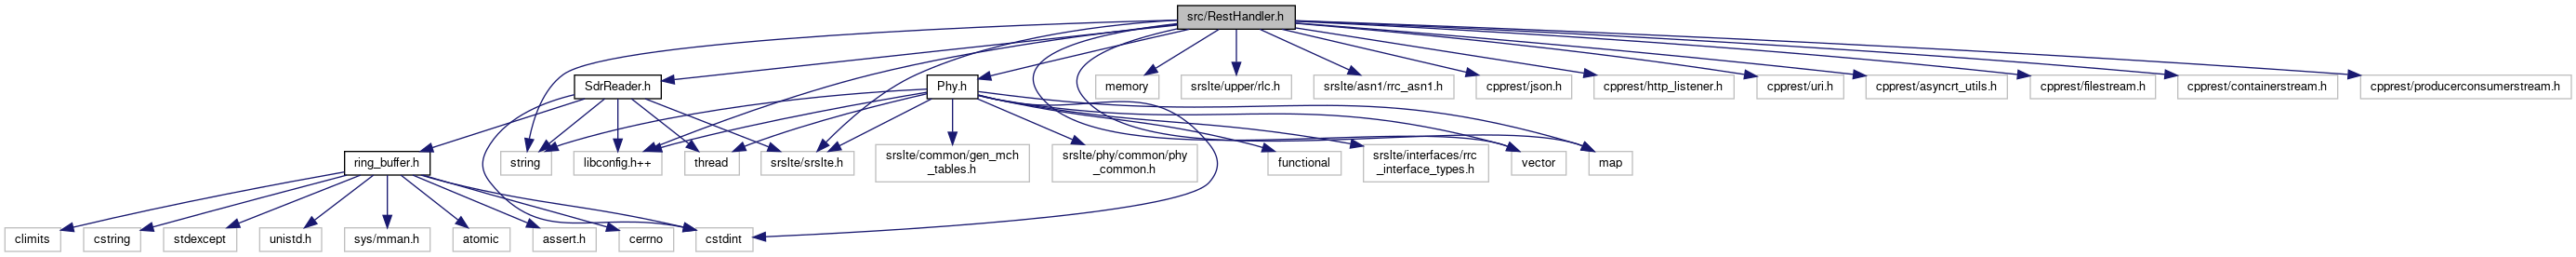 src/RestHandler.h
SdrReader.h
Phy.h
memory
srslte/upper/rlc.h
srslte/asn1/rrc_asn1.h
cpprest/json.h
cpprest/http_listener.h
cpprest/uri.h
cpprest/asyncrt_utils.h
cpprest/filestream.h
cpprest/containerstream.h
cpprest/producerconsumerstream.h
ring_buffer.h
string
libconfig.h++
thread
srslte/srslte.h
srslte/common/gen_mch
_tables.h
srslte/phy/common/phy
_common.h
functional
srslte/interfaces/rrc
_interface_types.h
vector
map
climits
cstring
stdexcept
unistd.h
sys/mman.h
atomic
assert.h
cerrno
cstdint